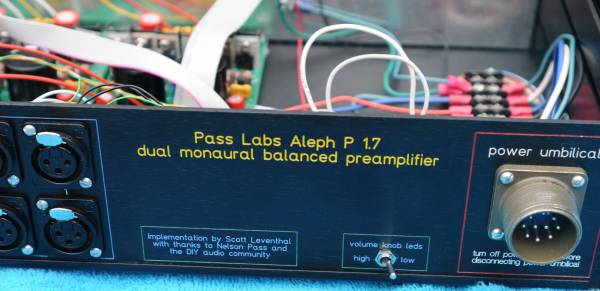 Pass Labs Aleph P 1.7
dual monaural balanced preamplifier
power umbilical
Implementation by Scott Leventhal
with thanks to Nelson Pass and
the DIY audio community
volume knob leds
high low
turn off
disconnecting umbilical